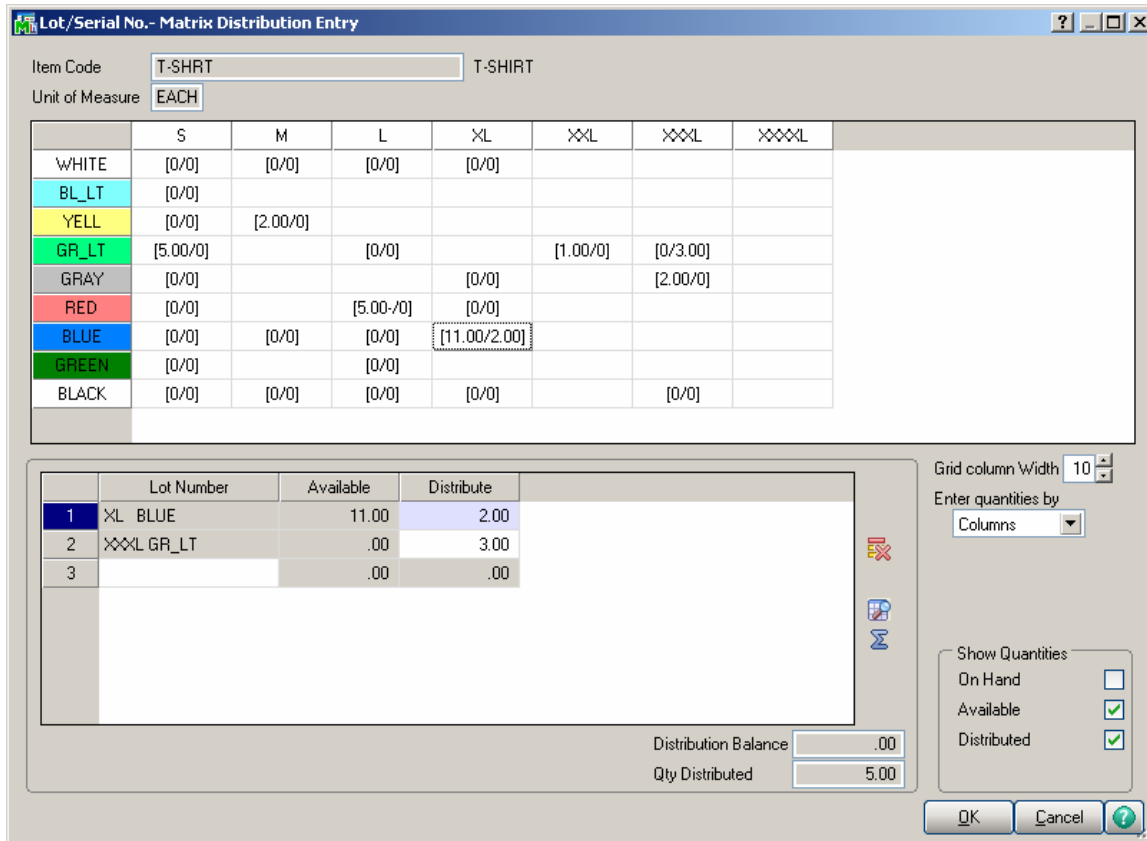 Lot/Serial No.- Matrix Distribution Entry
Item Code T-SHRT T-SHIRT
Unit of Measure EACH
S M L XL XXL XXXL XXXXL
WHITE [0/0] [0/0] [0/0] [0/0]
BL_LT [0/0]
YELL [0/0] [2.00/0]
GR_LT [5.00/0] [0/0] [1.00/0] [0/3.00]
GRAY [0/0] [0/0] [2.00/0]
RED [0/0] [5.00-/0] [0/0]
BLUE [0/0] [0/0] [0/0] [11.00/2.00]
GREEN [0/0] [0/0]
BLACK [0/0] [0/0] [0/0] [0/0] [0/0]
Grid column Width 10
Enter quantities by
Columns
Lot Number Available Distribute
1 XL BLUE 11.00 2.00
2 XXXL GR_LT .00 3.00
3 .00 .00
Show Quantities
On Hand
Available
Distributed
Distribution Balance .00
Qty Distributed 5.00
OK Cancel ?